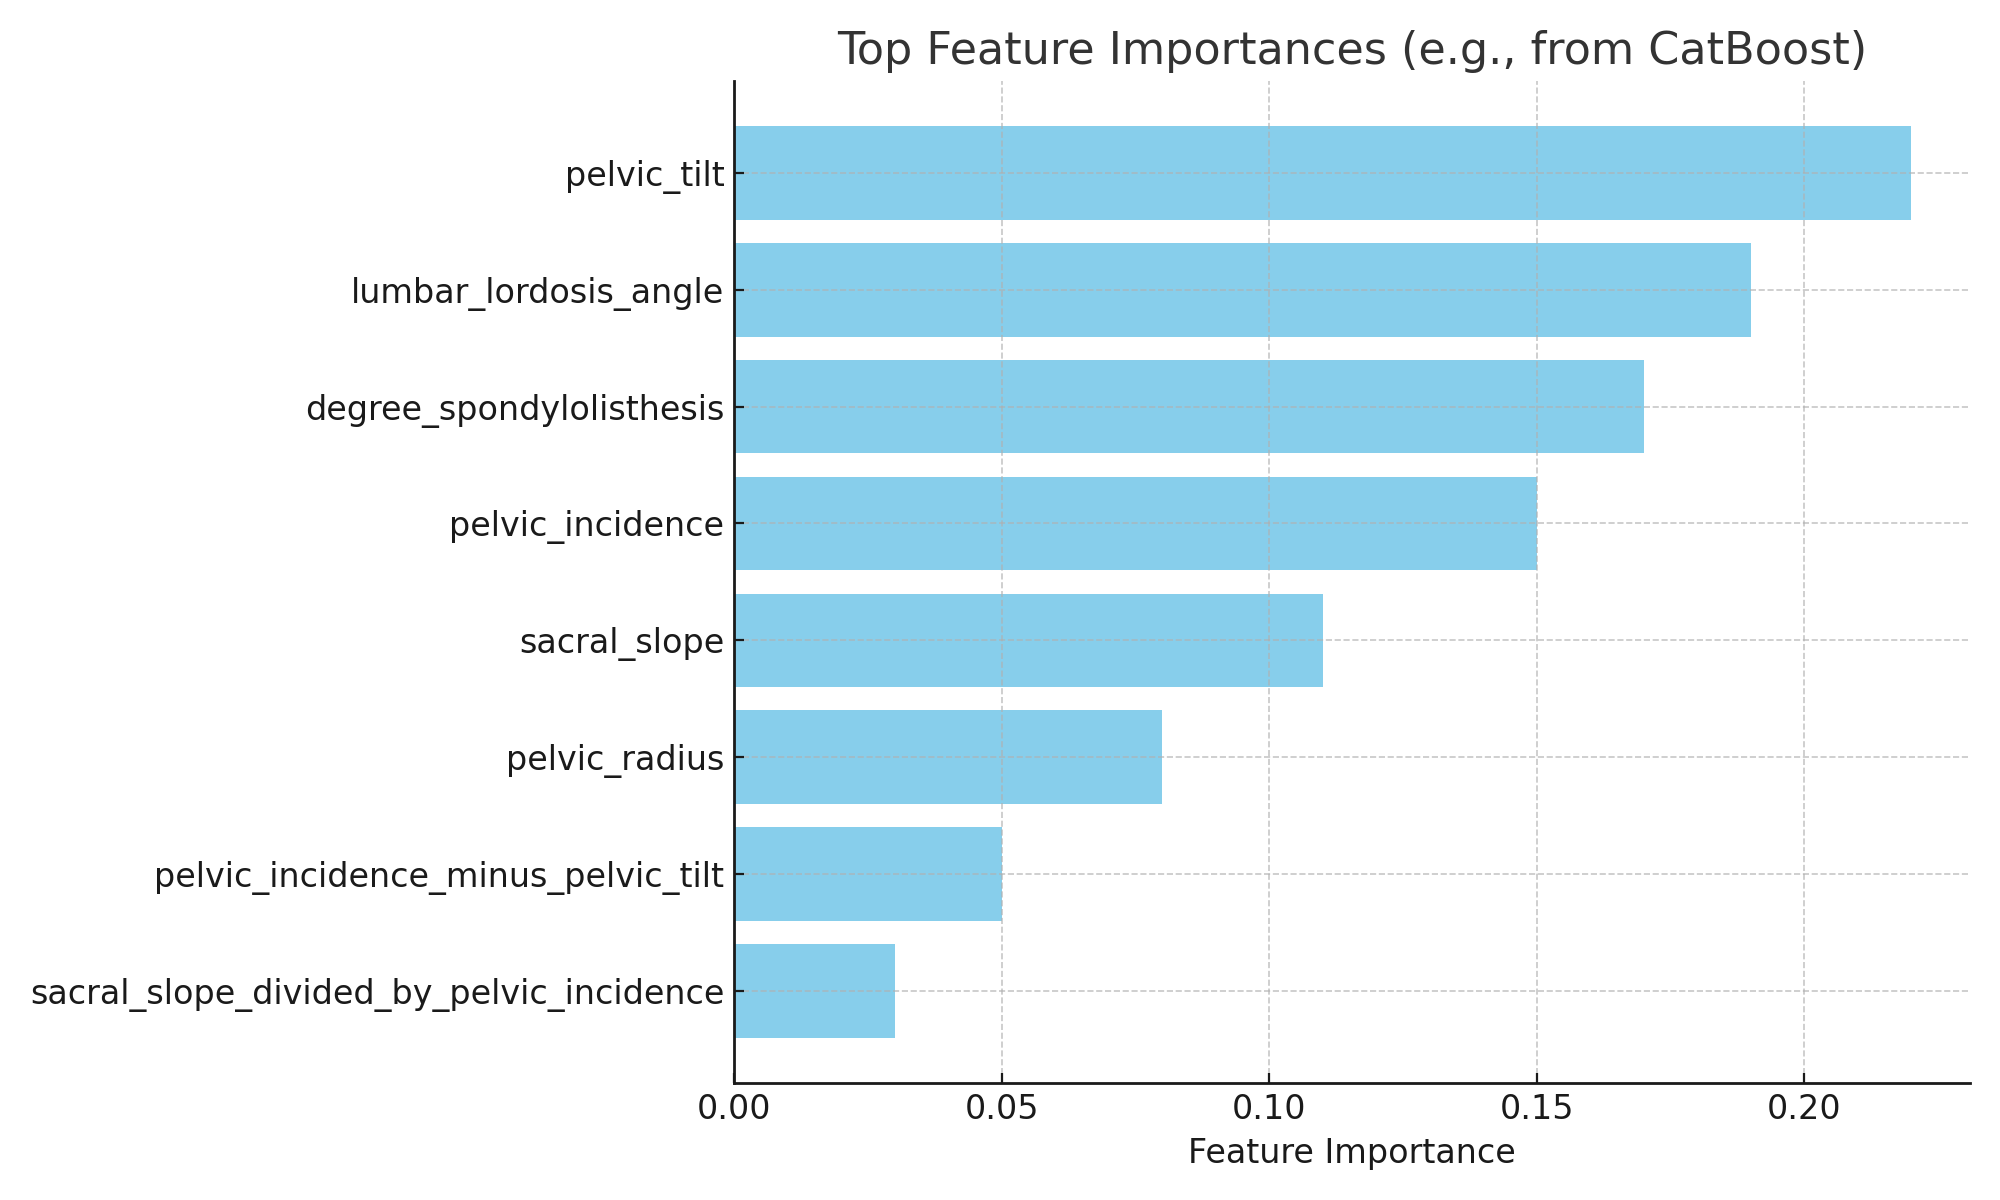 Top Feature Importances (e.g., from CatBoost)
pelvic_tilt
lumbar_lordosis_angle
degree_spondylolisthesis
pelvic_incidence
sacral_slope
pelvic_radius
pelvic_incidence_minus_pelvic_tilt
sacral_slope_divided_by_pelvic_incidence
0.00 0.05 0.10 0.15 0.20
Feature Importance